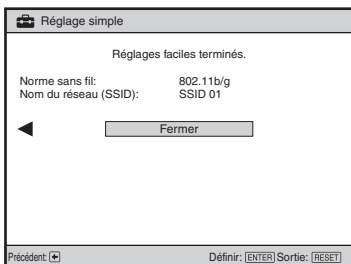 Réglage simple
Réglages faciles terminés.
Norme sans fil: 802.11b/g
Nom du réseau (SSID): SSID 01
Fermer
Précédent: Définir: ENTER Sortie: RESET